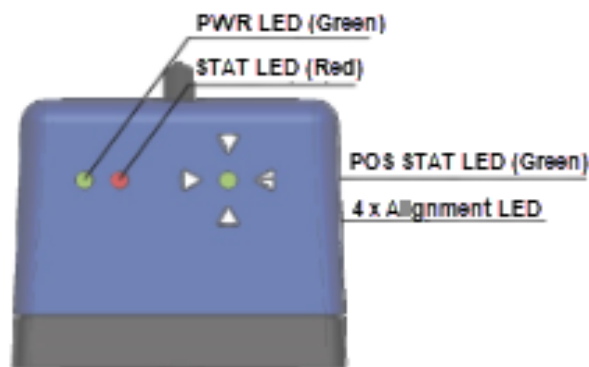 PWR LED (Green)
STAT LED (Red)
POS STAT LED (Green)
4 x Alignment LED